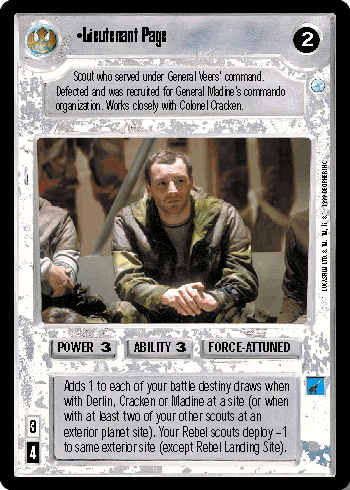 •Lieutenant Page
2
Scout who served under General Veers' command.
Defected and was recruited for General Madine's commando
organization. Works closely with Colonel Cracken.
LUCASFILM LTD. ®, TM,
POWER 3 ABILITY 3 FORCE-ATTUNED
Adds 1 to each of your battle destiny draws when
with Derlin, Cracken or Madine at a site (or when
with at least two of your other scouts at an
exterior planet site). Your Rebel scouts deploy –1
to same exterior site (except Rebel Landing Site).
3
4